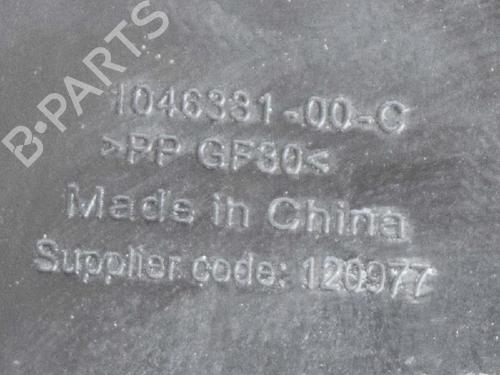 B-PARTS
1046331-00-C
>PP GF30<
Made in China
Supplier code: 120977